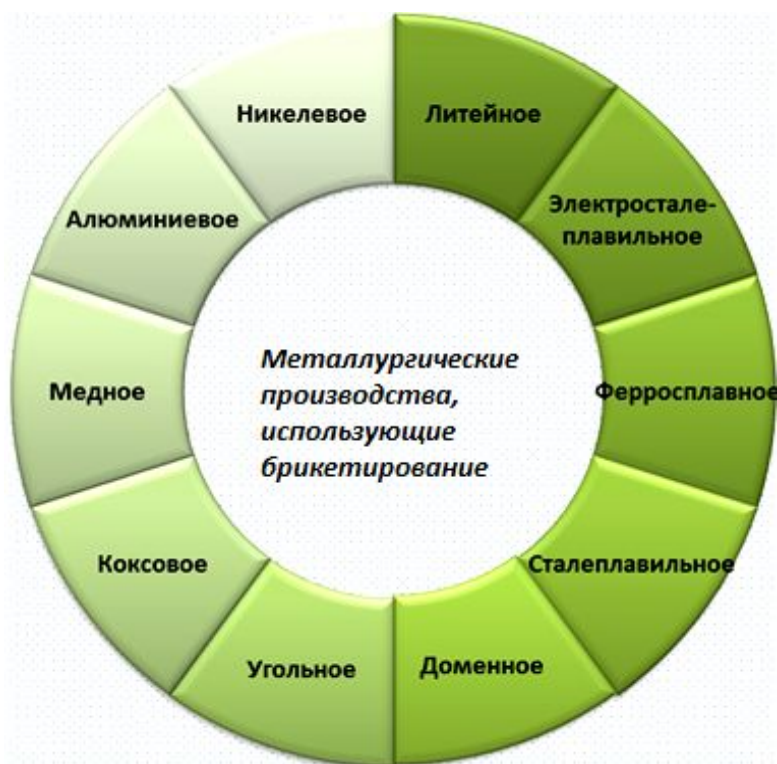 Никелевое
Литейное
Электростале-
плавильное
Ферросплавное
Сталеплавильное
Доменное
Угольное
Коксовое
Медное
Алюминиевое
Металлургические
производства,
использующие
брикетирование